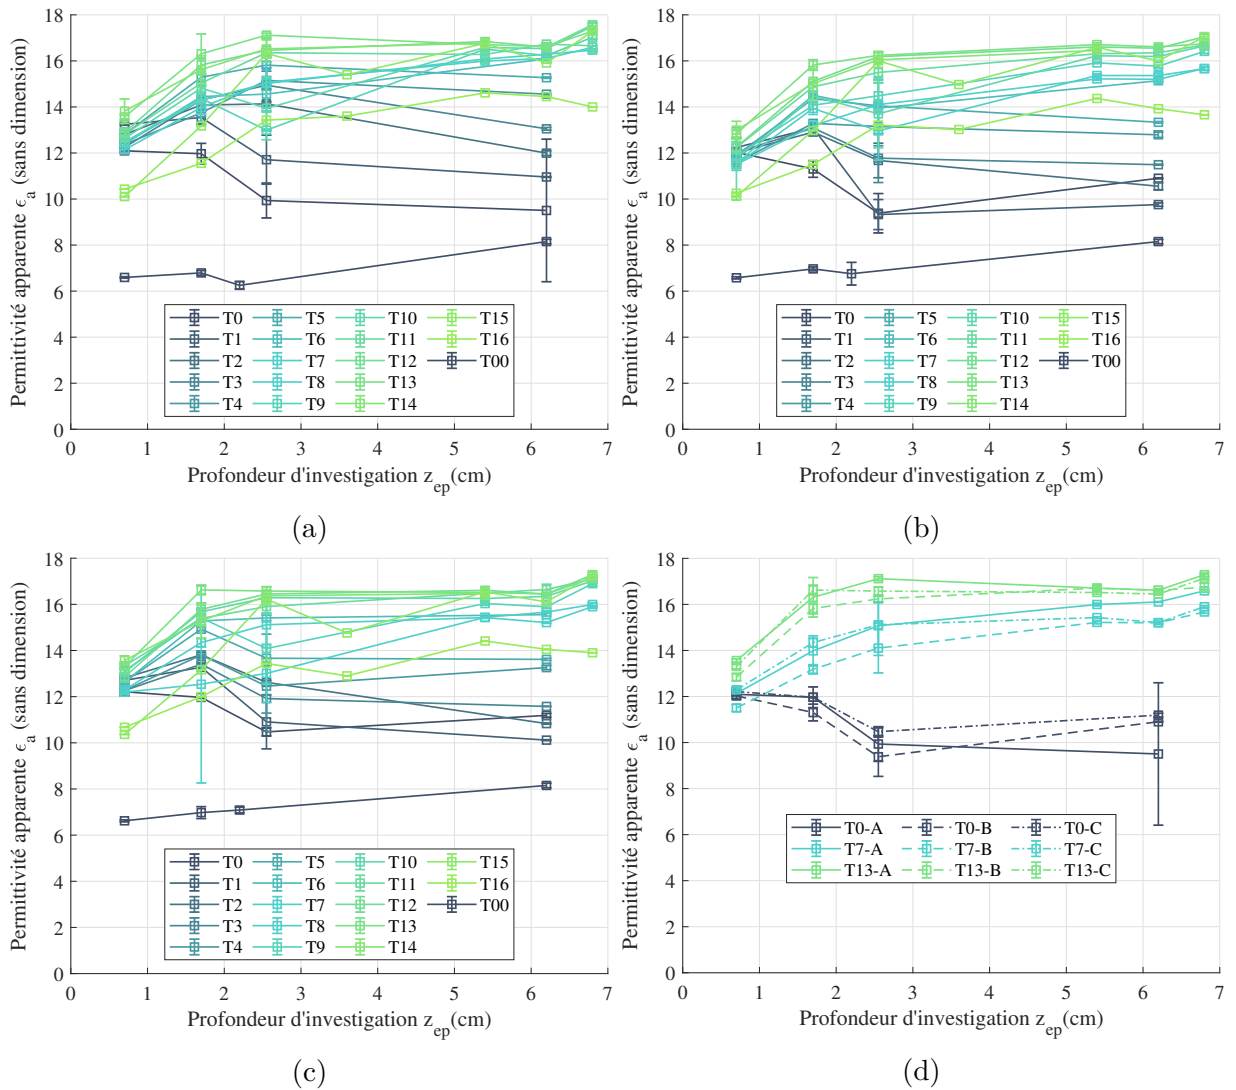 18
16
14
12
10
8
6
4
2
0
Permittivité apparente ϵa (sans dimension)
T0 T5 T10 T15
T1 T6 T11 T16
T2 T7 T12 T00
T3 T8 T13
T4 T9 T14
0 1 2 3 4 5 6 7
Profondeur d'investigation zep(cm)
(a)
18
16
14
12
10
8
6
4
2
0
Permittivité apparente ϵa (sans dimension)
T0 T5 T10 T15
T1 T6 T11 T16
T2 T7 T12 T00
T3 T8 T13
T4 T9 T14
0 1 2 3 4 5 6 7
Profondeur d'investigation zep(cm)
(b)
18
16
14
12
10
8
6
4
2
0
Permittivité apparente ϵa (sans dimension)
T0 T5 T10 T15
T1 T6 T11 T16
T2 T7 T12 T00
T3 T8 T13
T4 T9 T14
0 1 2 3 4 5 6 7
Profondeur d'investigation zep(cm)
(c)
18
16
14
12
10
8
6
4
2
0
Permittivité apparente ϵa (sans dimension)
T0-A T0-B T0-C
T7-A T7-B T7-C
T13-A T13-B T13-C
0 1 2 3 4 5 6 7
Profondeur d'investigation zep(cm)
(d)